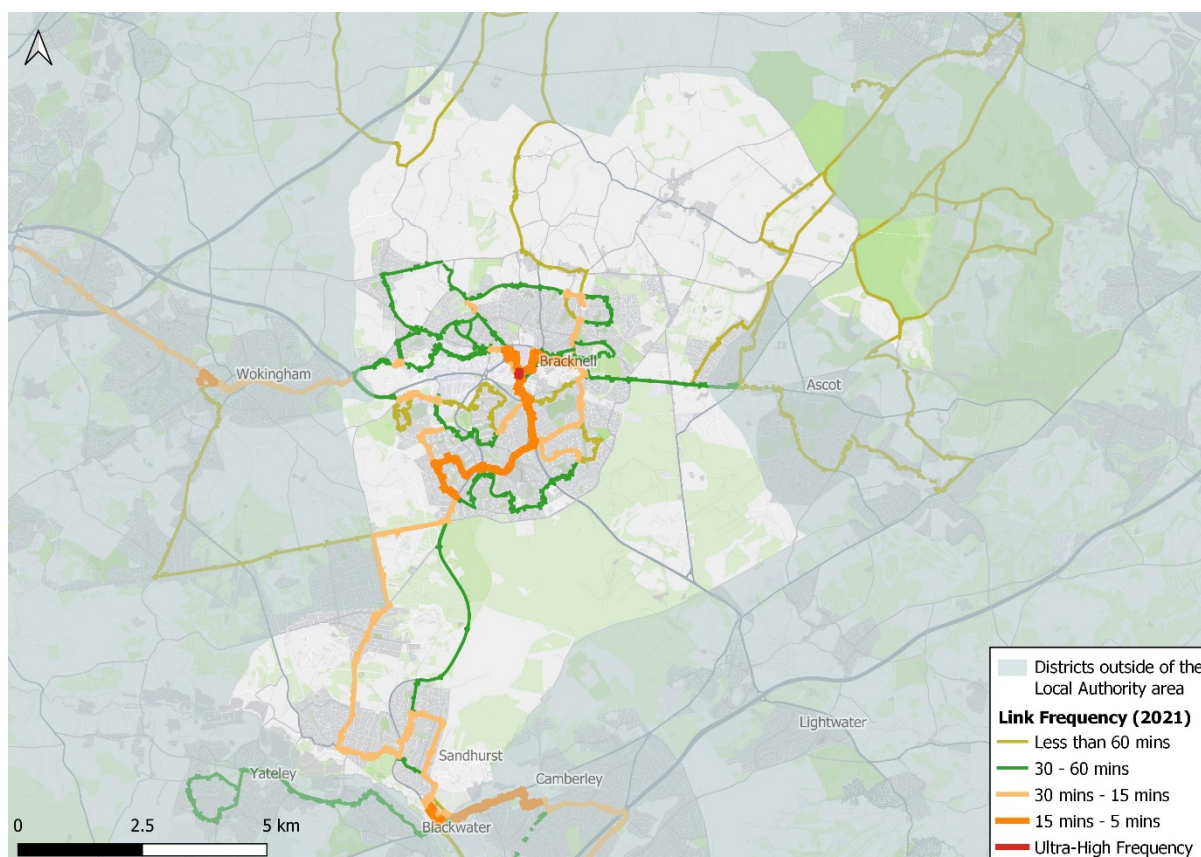 Bracknell
Wokingham
Ascot
Lightwater
Sandhurst
Yateley
Camberley
Blackwater
0 2.5 5 km
Districts outside of the
Local Authority area
Link Frequency (2021)
Less than 60 mins
30 - 60 mins
30 mins - 15 mins
15 mins - 5 mins
Ultra-High Frequency